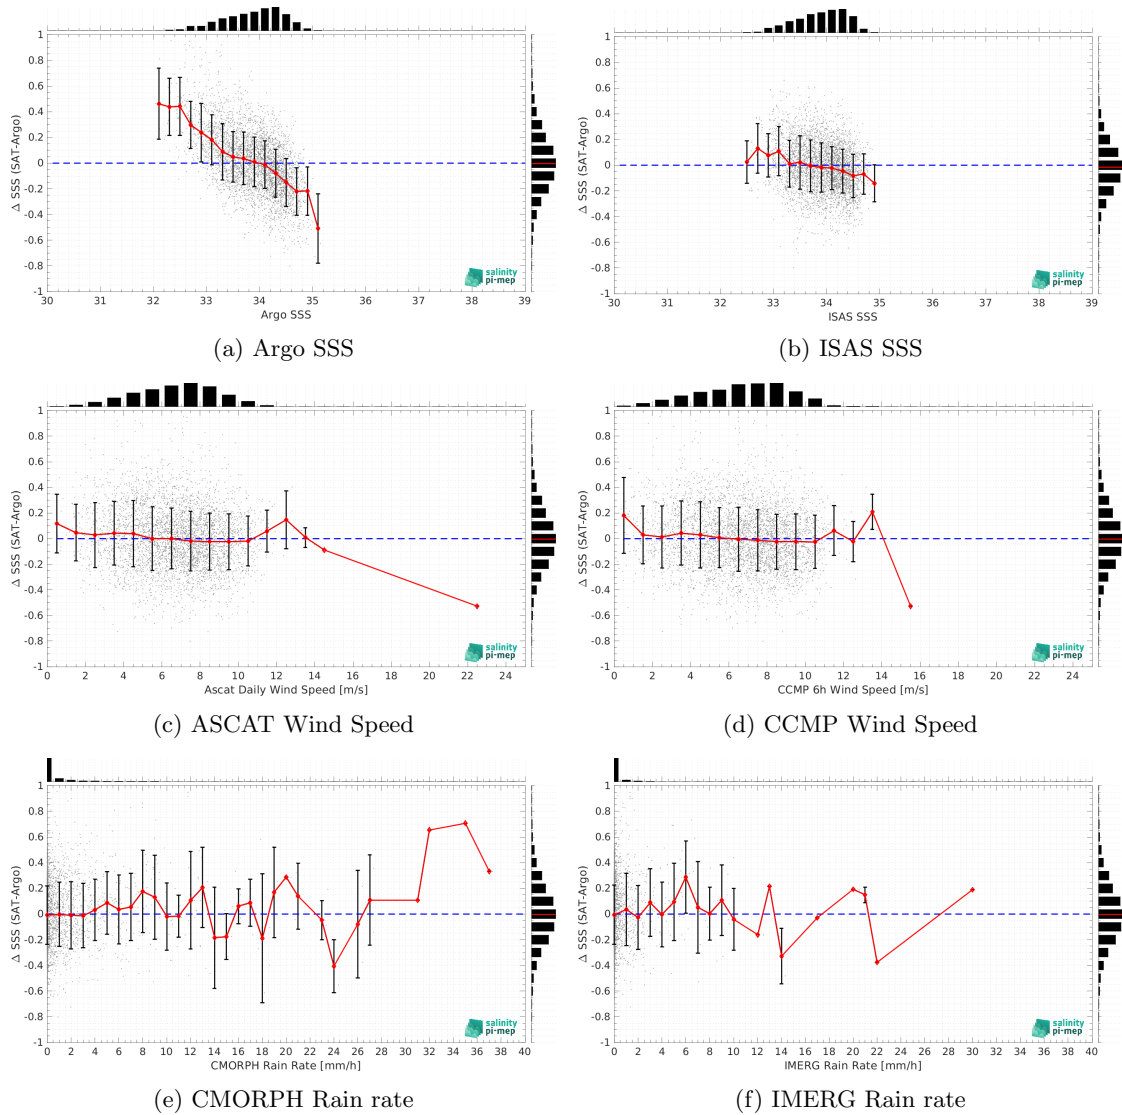 1
0.8
0.6
0.4
0.2
0
-0.2
-0.4
-0.6
-0.8
-1
Δ SSS (SAT-Argo)
30 31 32 33 34 35 36 37 38 39
Argo SSS
salinity
pi-mep
(a) Argo SSS
1
0.8
0.6
0.4
0.2
0
-0.2
-0.4
-0.6
-0.8
-1
Δ SSS (SAT-Argo)
30 31 32 33 34 35 36 37 38 39
ISAS SSS
salinity
pi-mep
(b) ISAS SSS
1
0.8
0.6
0.4
0.2
0
-0.2
-0.4
-0.6
-0.8
-1
Δ SSS (SAT-Argo)
0 2 4 6 8 10 12 14 16 18 20 22 24
Ascat Daily Wind Speed [m/s]
salinity
pi-mep
(c) ASCAT Wind Speed
1
0.8
0.6
0.4
0.2
0
-0.2
-0.4
-0.6
-0.8
-1
Δ SSS (SAT-Argo)
0 2 4 6 8 10 12 14 16 18 20 22 24
CCMP 6h Wind Speed [m/s]
salinity
pi-mep
(d) CCMP Wind Speed
1
0.8
0.6
0.4
0.2
0
-0.2
-0.4
-0.6
-0.8
-1
Δ SSS (SAT-Argo)
0 2 4 6 8 10 12 14 16 18 20 22 24 26 28 30 32 34 36 38 40
CMORPH Rain Rate [mm/h]
salinity
pi-mep
(e) CMORPH Rain rate
1
0.8
0.6
0.4
0.2
0
-0.2
-0.4
-0.6
-0.8
-1
Δ SSS (SAT-Argo)
0 2 4 6 8 10 12 14 16 18 20 22 24 26 28 30 32 34 36 38 40
IMERG Rain Rate [mm/h]
salinity
pi-mep
(f) IMERG Rain rate